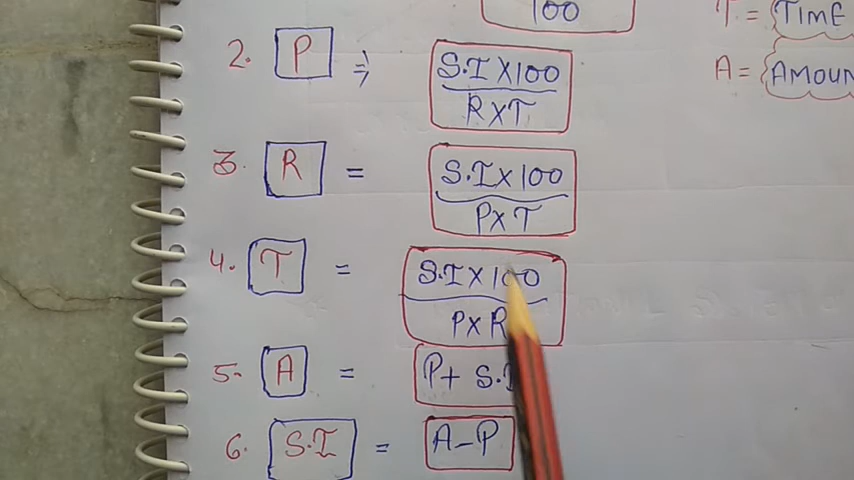 100
T = TIME
A = AMOUN
2. P ⇒ S.I X 100
R X T
3. R = S.I X 100
P X T
4. T = S.I X 100
P X R
5. A = P + S.I
6. S.I = A - P